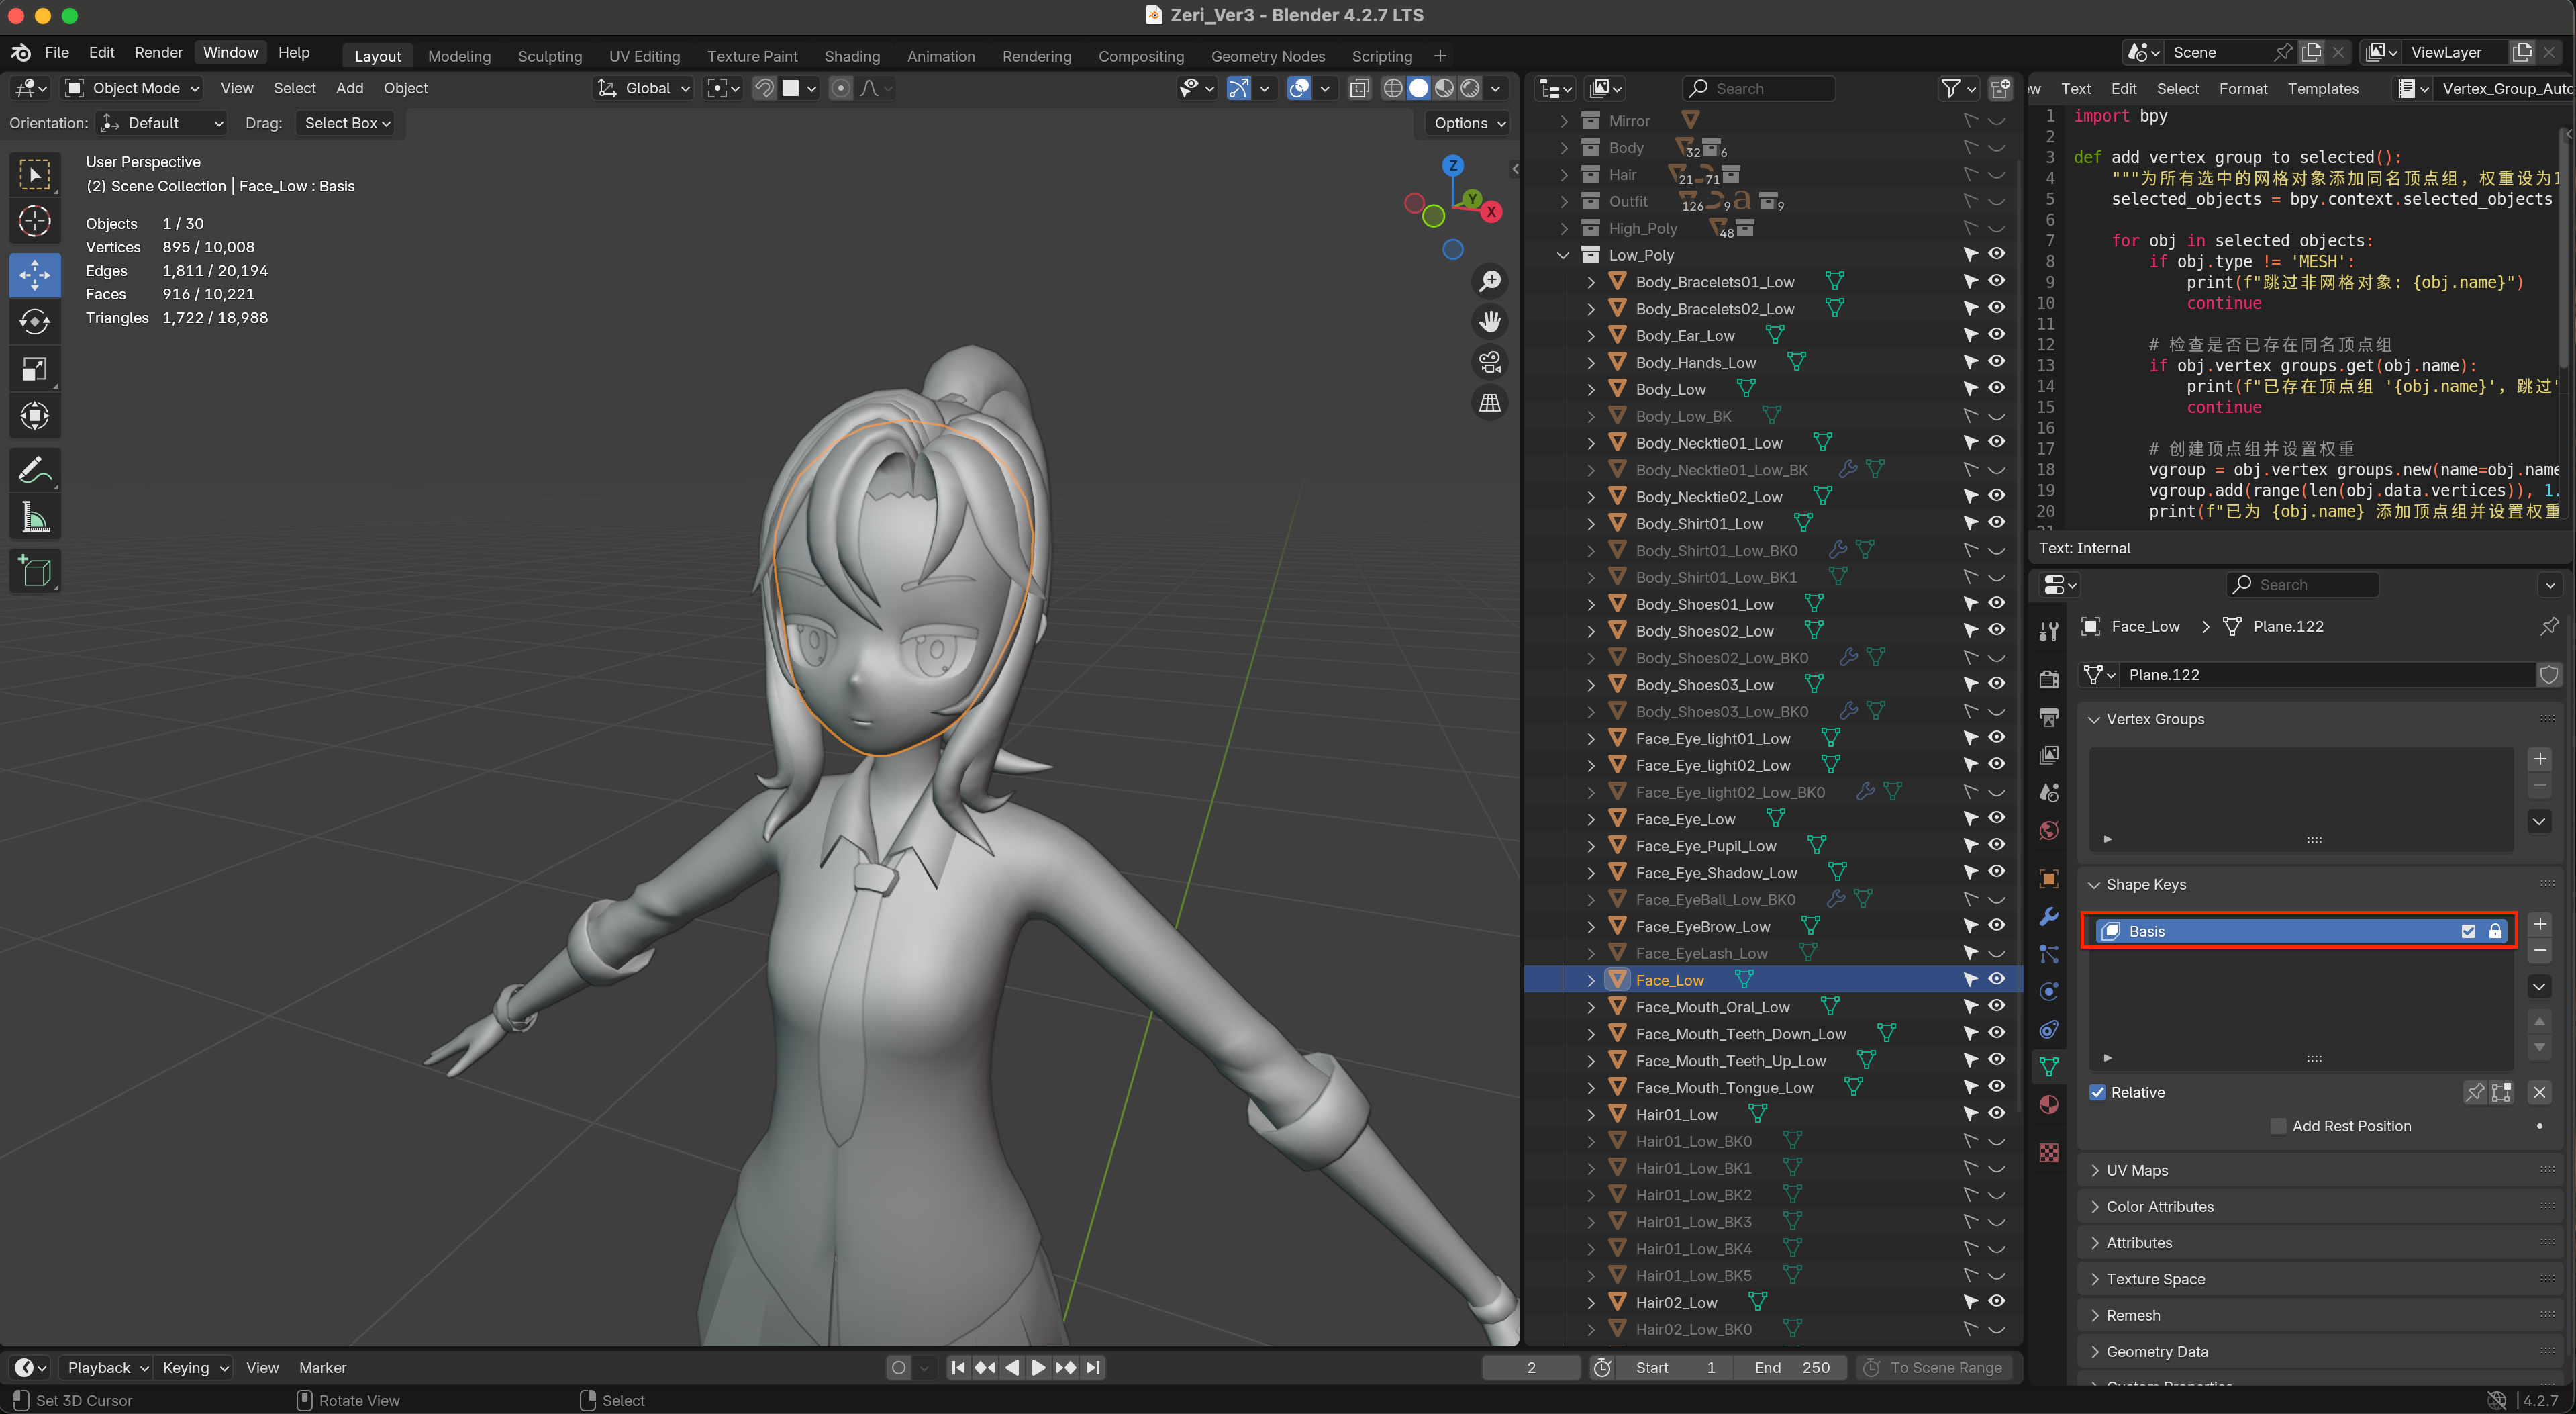 Zeri_Ver3 - Blender 4.2.7 LTS
File Edit Render Window Help
Layout Modeling Sculpting UV Editing Texture Paint Shading Animation Rendering Compositing Geometry Nodes Scripting
Scene
ViewLayer
Object Mode View Select Add Object
Global
Search
Text Edit Select Format Templates
Orientation: Default Drag: Select Box
Options
User Perspective
(2) Scene Collection | Face_Low : Basis
Objects 1 / 30
Vertices 895 / 10,008
Edges 1,811 / 20,194
Faces 916 / 10,221
Triangles 1,722 / 18,988
Z
Y
X
Mirror
Body 32 6
Hair 21 71
Outfit 126 9 a 9
High_Poly 48
Low_Poly
Body_Bracelets01_Low
Body_Bracelets02_Low
Body_Ear_Low
Body_Hands_Low
Body_Low
Body_Low_BK
Body_Necktie01_Low
Body_Necktie01_Low_BK
Body_Necktie02_Low
Body_Shirt01_Low
Body_Shirt01_Low_BK0
Body_Shirt01_Low_BK1
Body_Shoes01_Low
Body_Shoes02_Low
Body_Shoes02_Low_BK0
Body_Shoes03_Low
Body_Shoes03_Low_BK0
Face_Eye_light01_Low
Face_Eye_light02_Low
Face_Eye_light02_Low_BK0
Face_Eye_Low
Face_Eye_Pupil_Low
Face_Eye_Shadow_Low
Face_EyeBall_Low_BK0
Face_EyeBrow_Low
Face_EyeLash_Low
Face_Low
Face_Mouth_Oral_Low
Face_Mouth_Teeth_Down_Low
Face_Mouth_Teeth_Up_Low
Face_Mouth_Tongue_Low
Hair01_Low
Hair01_Low_BK0
Hair01_Low_BK1
Hair01_Low_BK2
Hair01_Low_BK3
Hair01_Low_BK4
Hair01_Low_BK5
Hair02_Low
Hair02_Low_BK0
1 import bpy
2
3 def add_vertex_group_to_selected():
4 """为所有选中的网格对象添加同名顶点组，权重设为1
5 selected_objects = bpy.context.selected_objects
6
7 for obj in selected_objects:
8 if obj.type != 'MESH':
9 print(f"跳过非网格对象: {obj.name}")
10 continue
11
12 # 检查是否已存在同名顶点组
13 if obj.vertex_groups.get(obj.name):
14 print(f"已存在顶点组 '{obj.name}'，跳过"
15 continue
16
17 # 创建顶点组并设置权重
18 vgroup = obj.vertex_groups.new(name=obj.name
19 vgroup.add(range(len(obj.data.vertices)), 1.
20 print(f"已为 {obj.name} 添加顶点组并设置权重
Text: Internal
Search
Face_Low Plane.122
Plane.122
Vertex Groups
Shape Keys
Basis
Relative
Add Rest Position
UV Maps
Color Attributes
Attributes
Texture Space
Remesh
Geometry Data
Playback Keying View Marker
2 Start 1 End 250 To Scene Range
Set 3D Cursor Rotate View Select
4.2.7